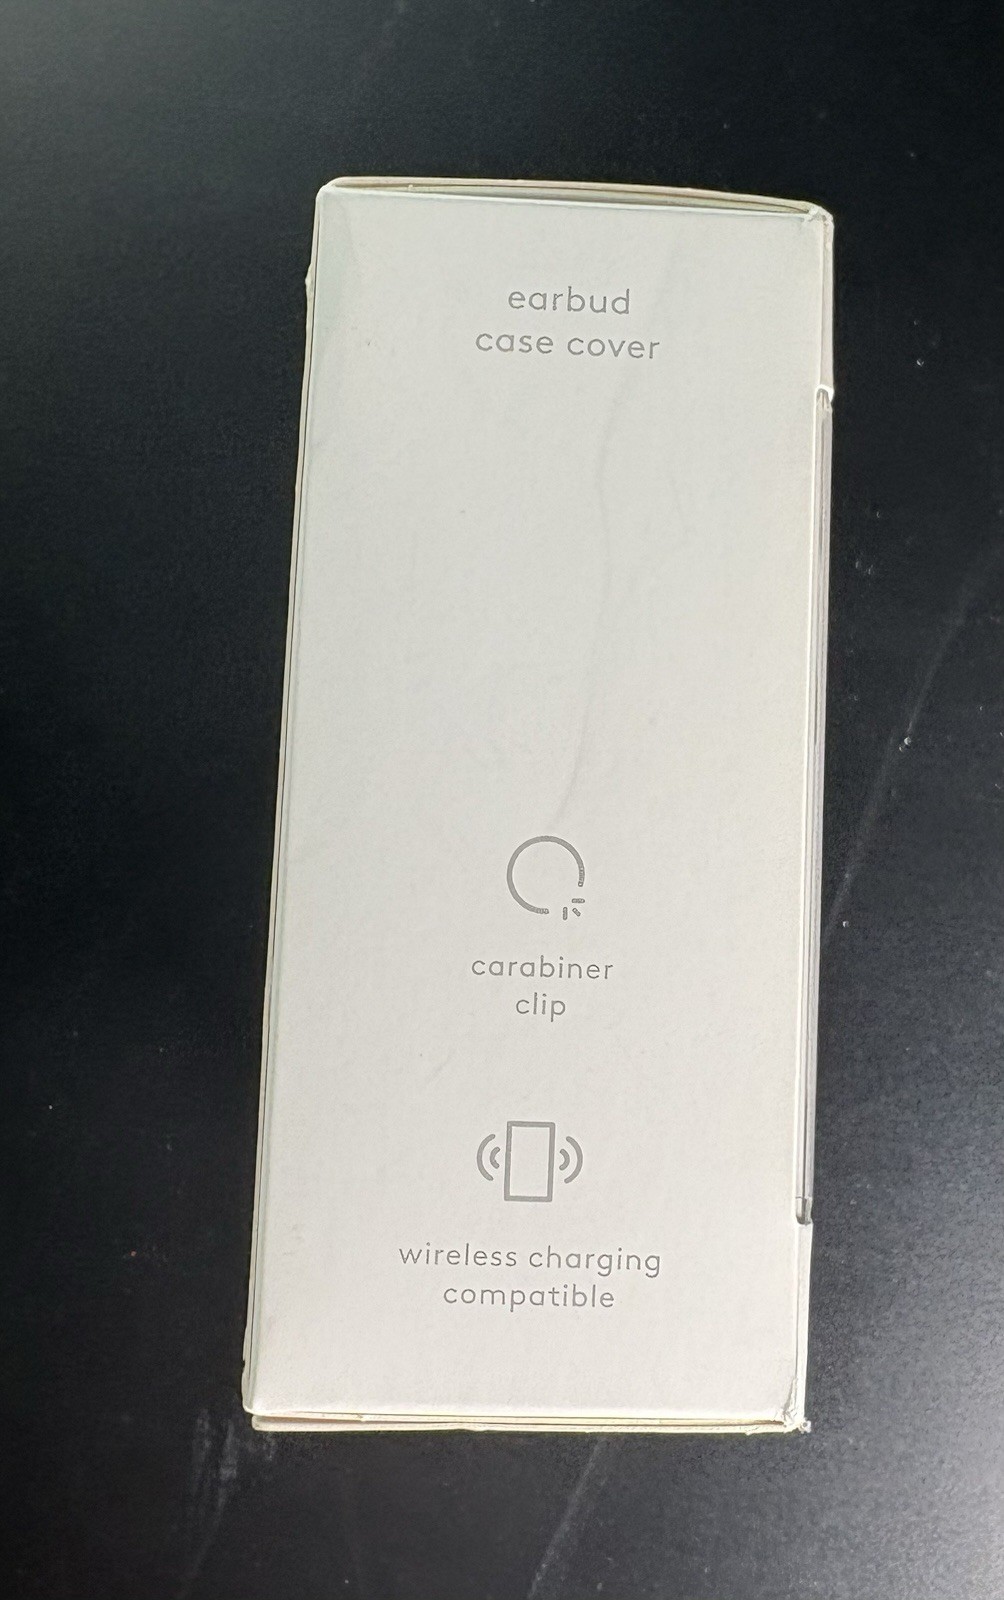 earbud
case cover
carabiner
clip
wireless charging
compatible